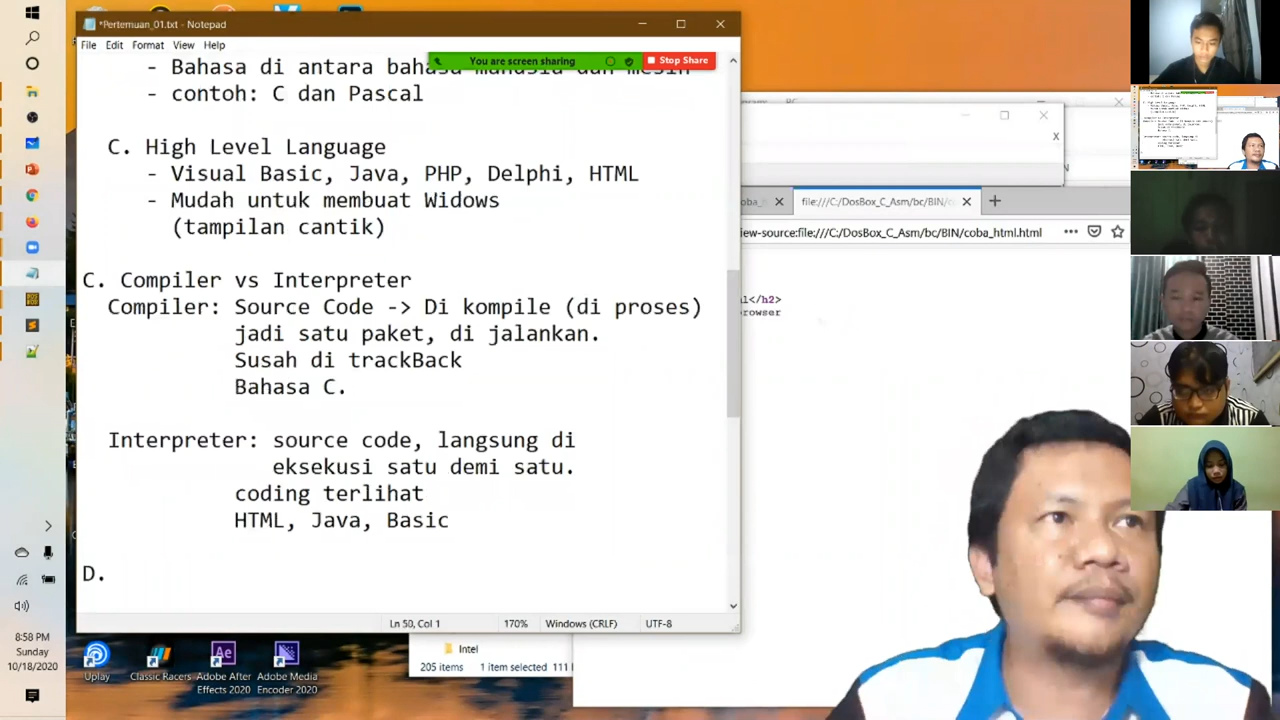 *Pertemuan_01.txt - Notepad
File Edit Format View Help
You are screen sharing
Stop Share
- Bahasa di antara bahasa manusia dan mesin
- contoh: C dan Pascal
C. High Level Language
- Visual Basic, Java, PHP, Delphi, HTML
- Mudah untuk membuat Widows
(tampilan cantik)
C. Compiler vs Interpreter
Compiler: Source Code -> Di kompile (di proses)
jadi satu paket, di jalankan.
Susah di trackBack
Bahasa C.
Interpreter: source code, langsung di
eksekusi satu demi satu.
coding terlihat
HTML, Java, Basic
D.
Ln 50, Col 1 170% Windows (CRLF) UTF-8
file:///C:/DosBox_C_Asm/bc/BIN/coba_
view-source:file:///C:/DosBox_C_Asm/bc/BIN/coba_html.html
</h2>
Intel
205 items 1 item selected 111
Uplay
Classic Racers
Adobe After Effects 2020
Adobe Media Encoder 2020
8:58 PM
Sunday
10/18/2020